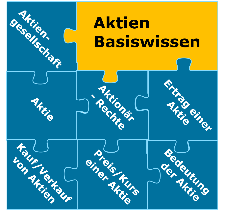 Aktien-
gesellschaft
Aktien
Basiswissen
Aktie
Aktionär
- Rechte
Ertrag einer
Aktie
Kauf/Verkauf
von Aktien
Preis/Kurs
einer Aktie
Bedeutung
der Aktie